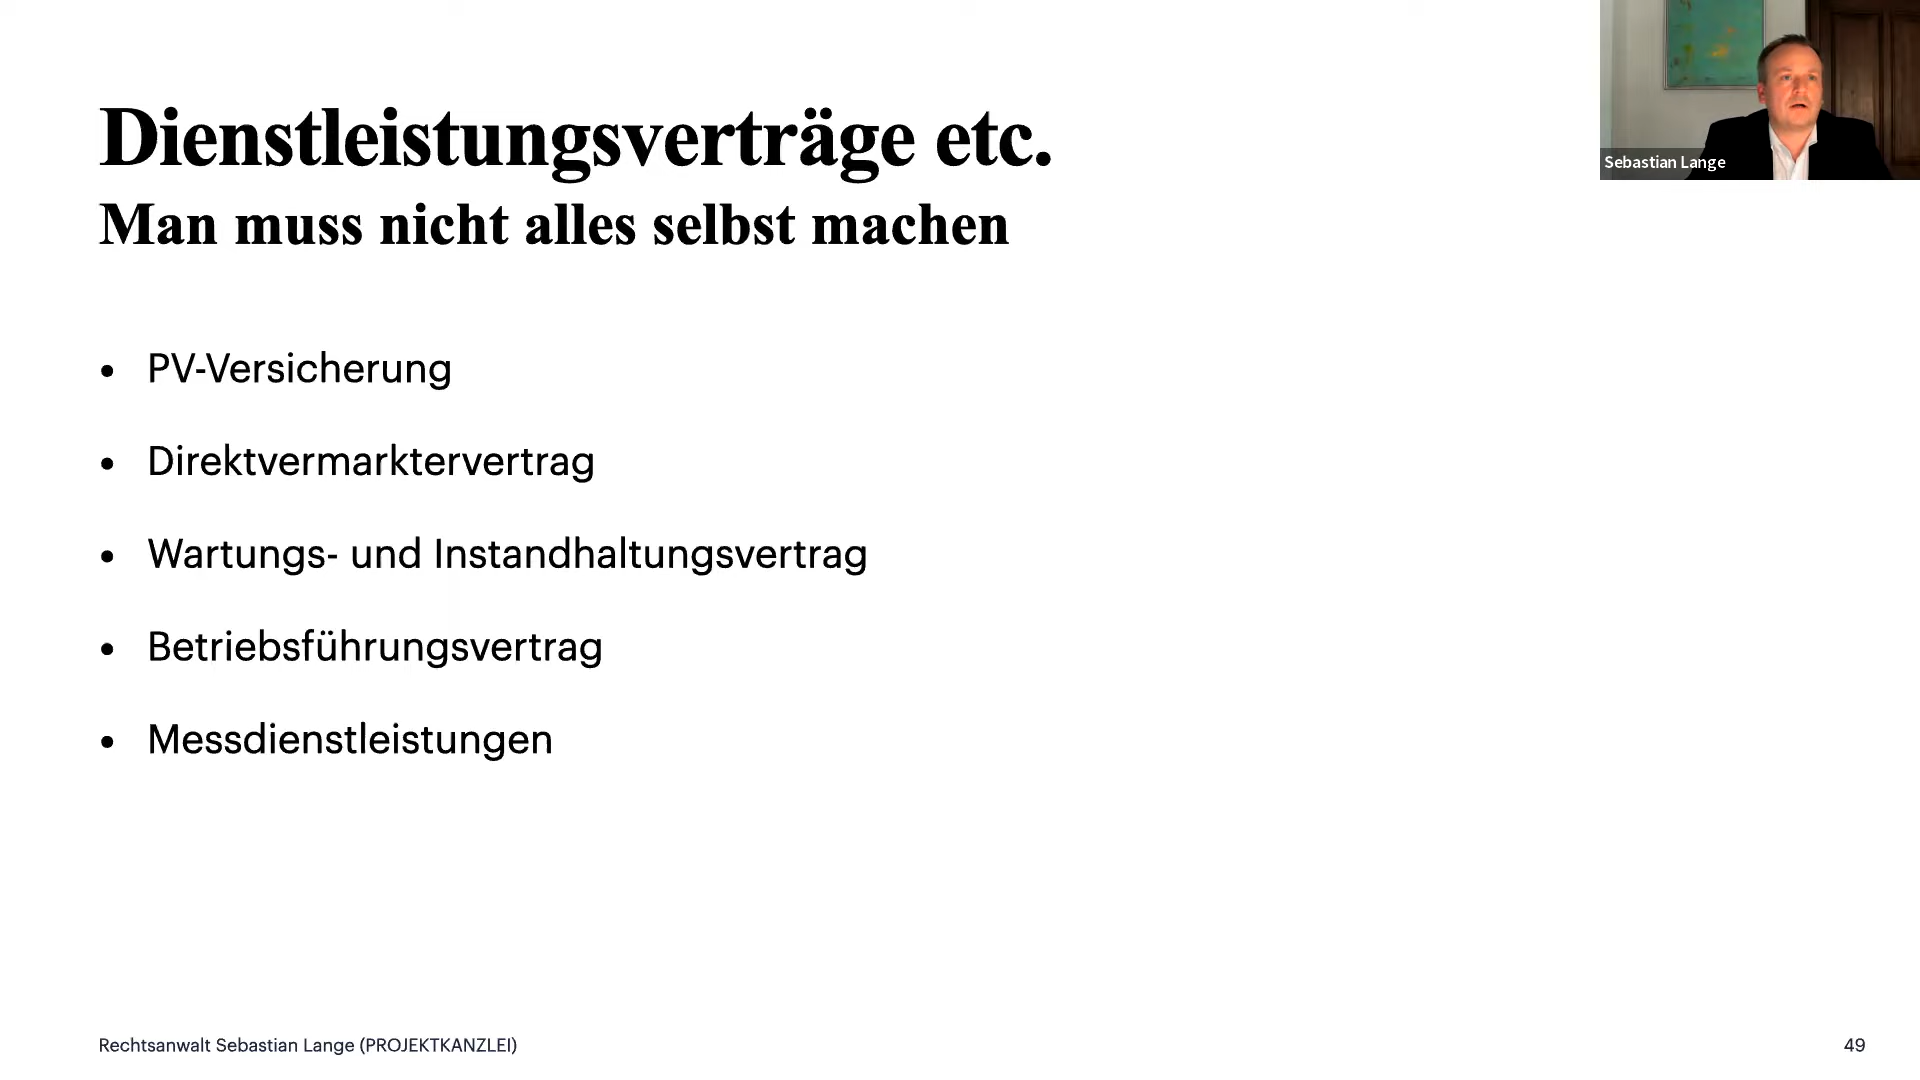 Dienstleistungsverträge etc.
Man muss nicht alles selbst machen
Sebastian Lange
• PV-Versicherung
• Direktvermarktervertrag
• Wartungs- und Instandhaltungsvertrag
• Betriebsführungsvertrag
• Messdienstleistungen
Rechtsanwalt Sebastian Lange (PROJEKTKANZLEI)
49